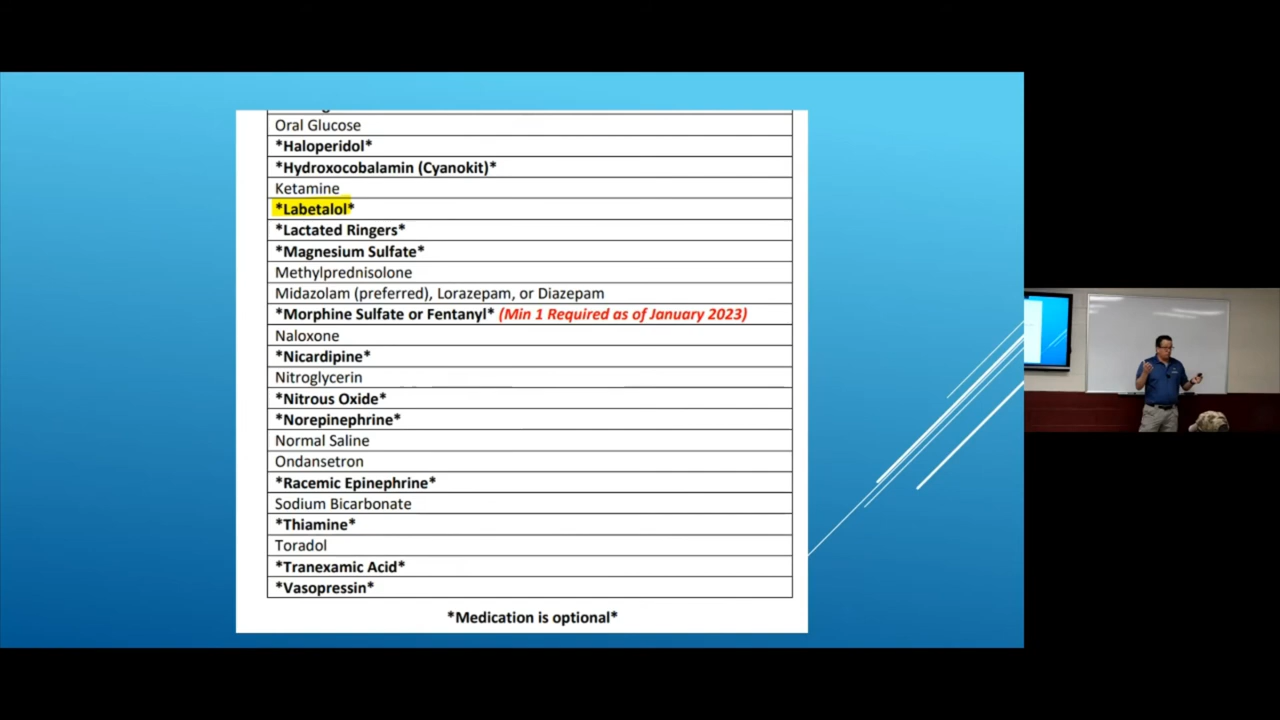 Oral Glucose
*Haloperidol*
*Hydroxocobalamin (Cyanokit)*
Ketamine
*Labetalol*
*Lactated Ringers*
*Magnesium Sulfate*
Methylprednisolone
Midazolam (preferred), Lorazepam, or Diazepam
*Morphine Sulfate or Fentanyl* (Min 1 Required as of January 2023)
Naloxone
*Nicardipine*
Nitroglycerin
*Nitrous Oxide*
*Norepinephrine*
Normal Saline
Ondansetron
*Racemic Epinephrine*
Sodium Bicarbonate
*Thiamine*
Toradol
*Tranexamic Acid*
*Vasopressin*
*Medication is optional*